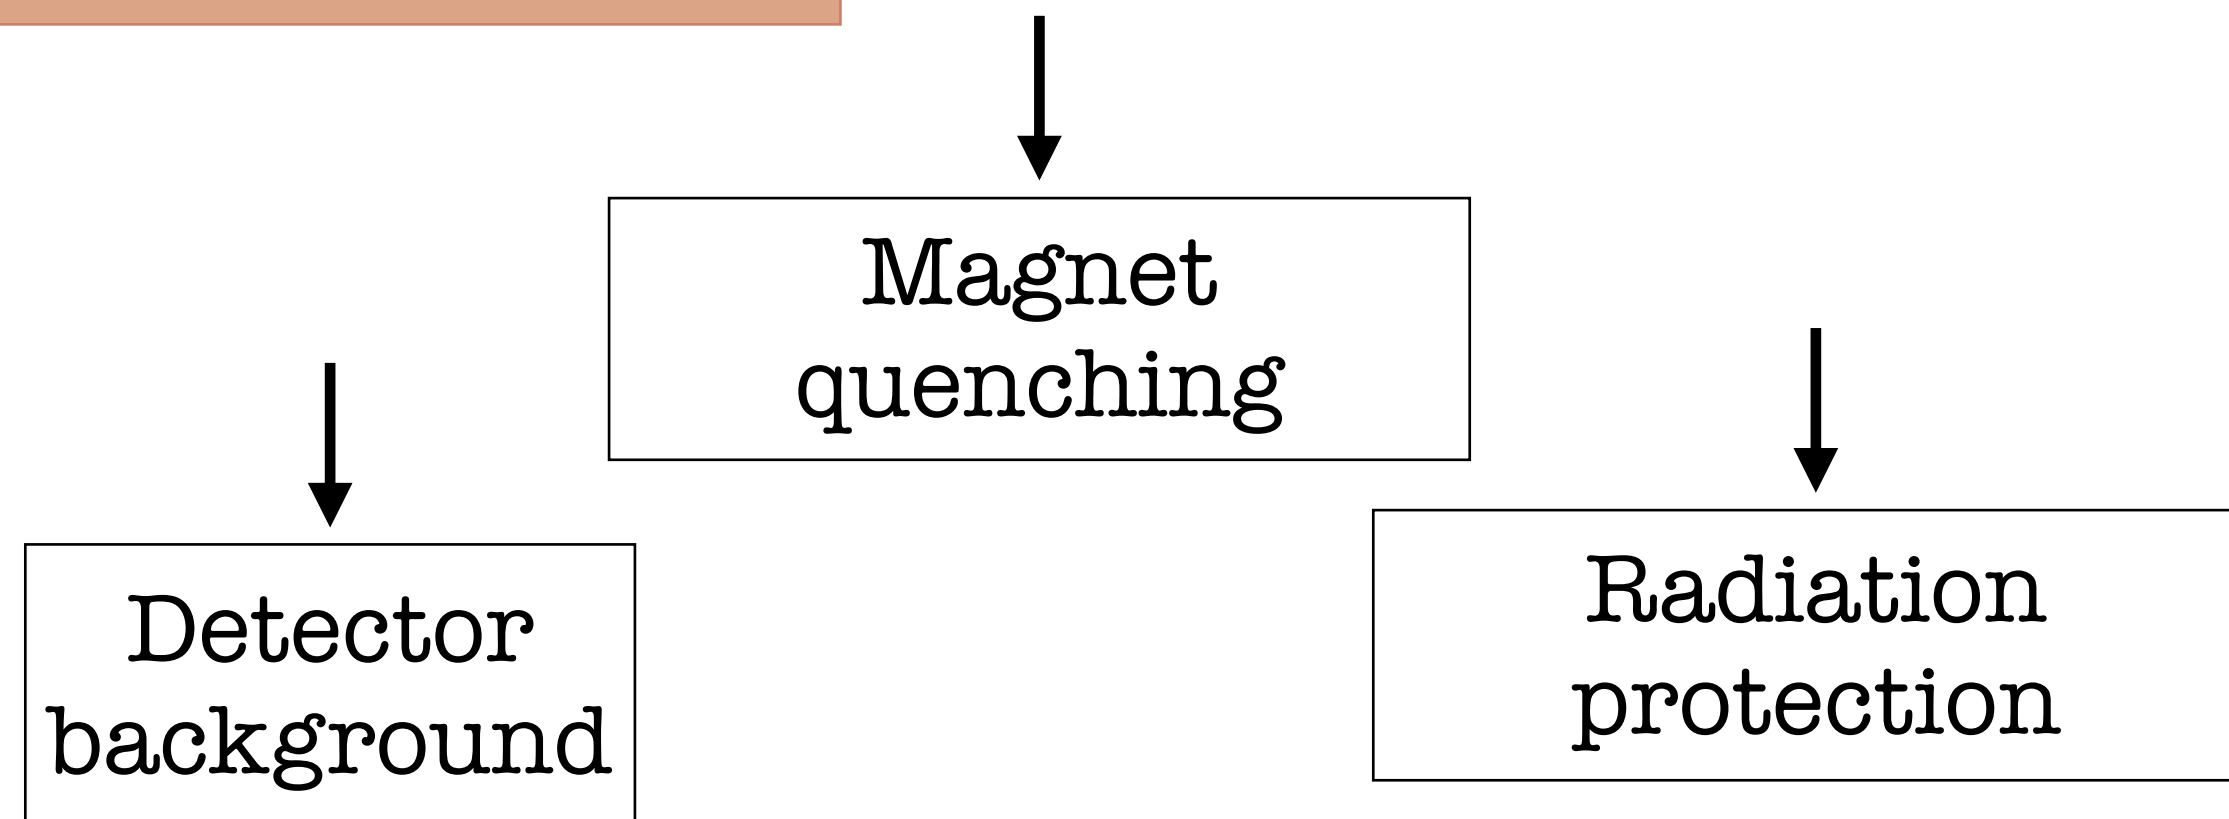 Magnet
quenching
Detector
background
Radiation
protection